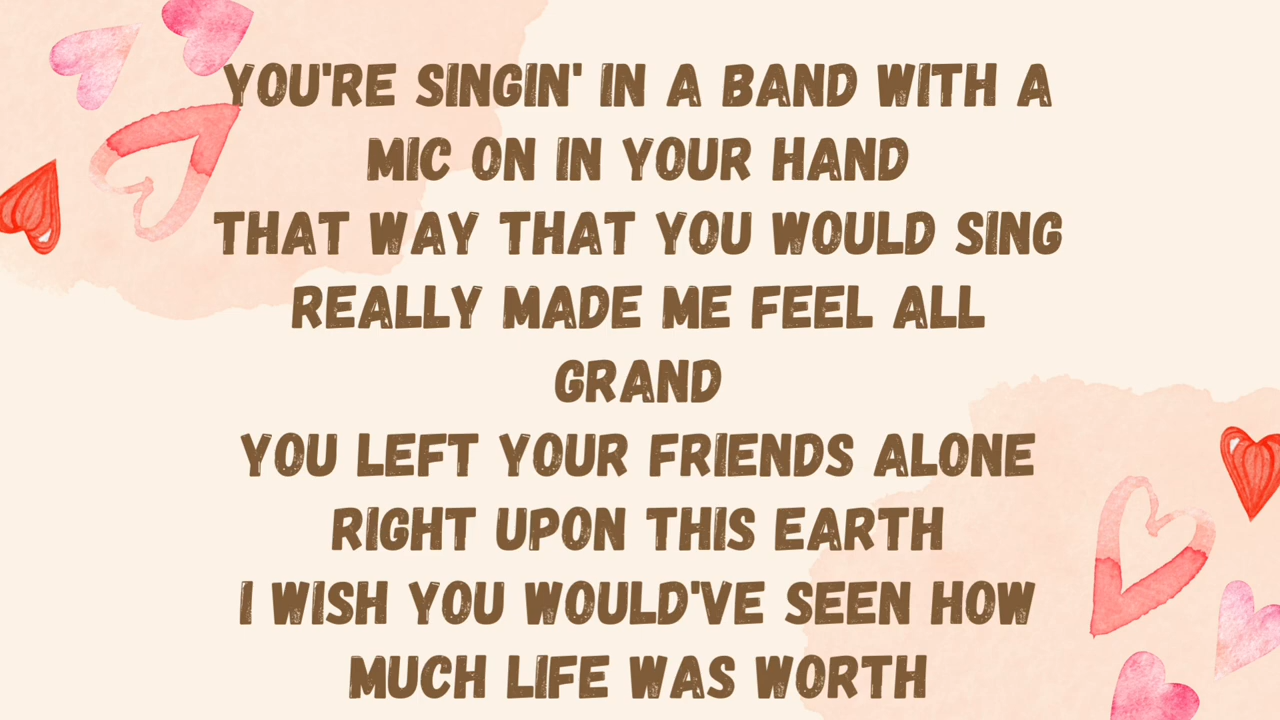 YOU'RE SINGIN' IN A BAND WITH A
MIC ON IN YOUR HAND
THAT WAY THAT YOU WOULD SING
REALLY MADE ME FEEL ALL
GRAND
YOU LEFT YOUR FRIENDS ALONE
RIGHT UPON THIS EARTH
I WISH YOU WOULD'VE SEEN HOW
MUCH LIFE WAS WORTH